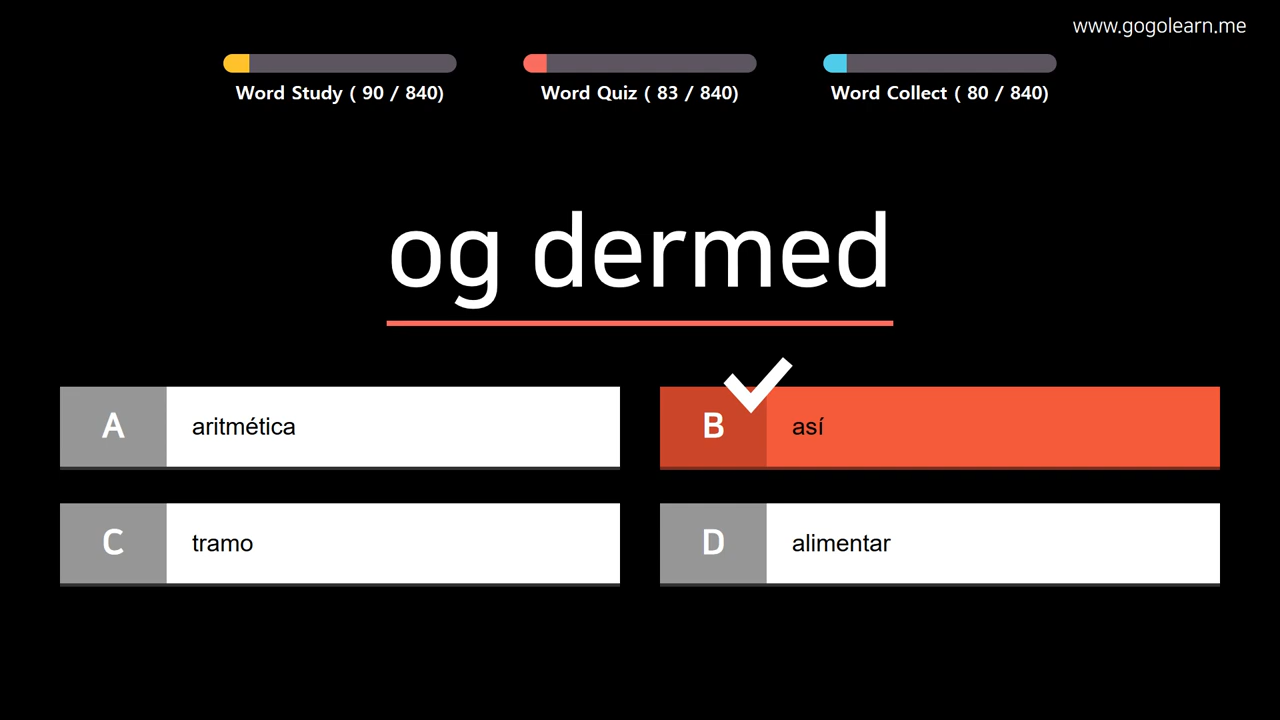 www.gogolearn.me
Word Study ( 90 / 840)
Word Quiz ( 83 / 840)
Word Collect ( 80 / 840)
og dermed
A aritmética
B así
C tramo
D alimentar